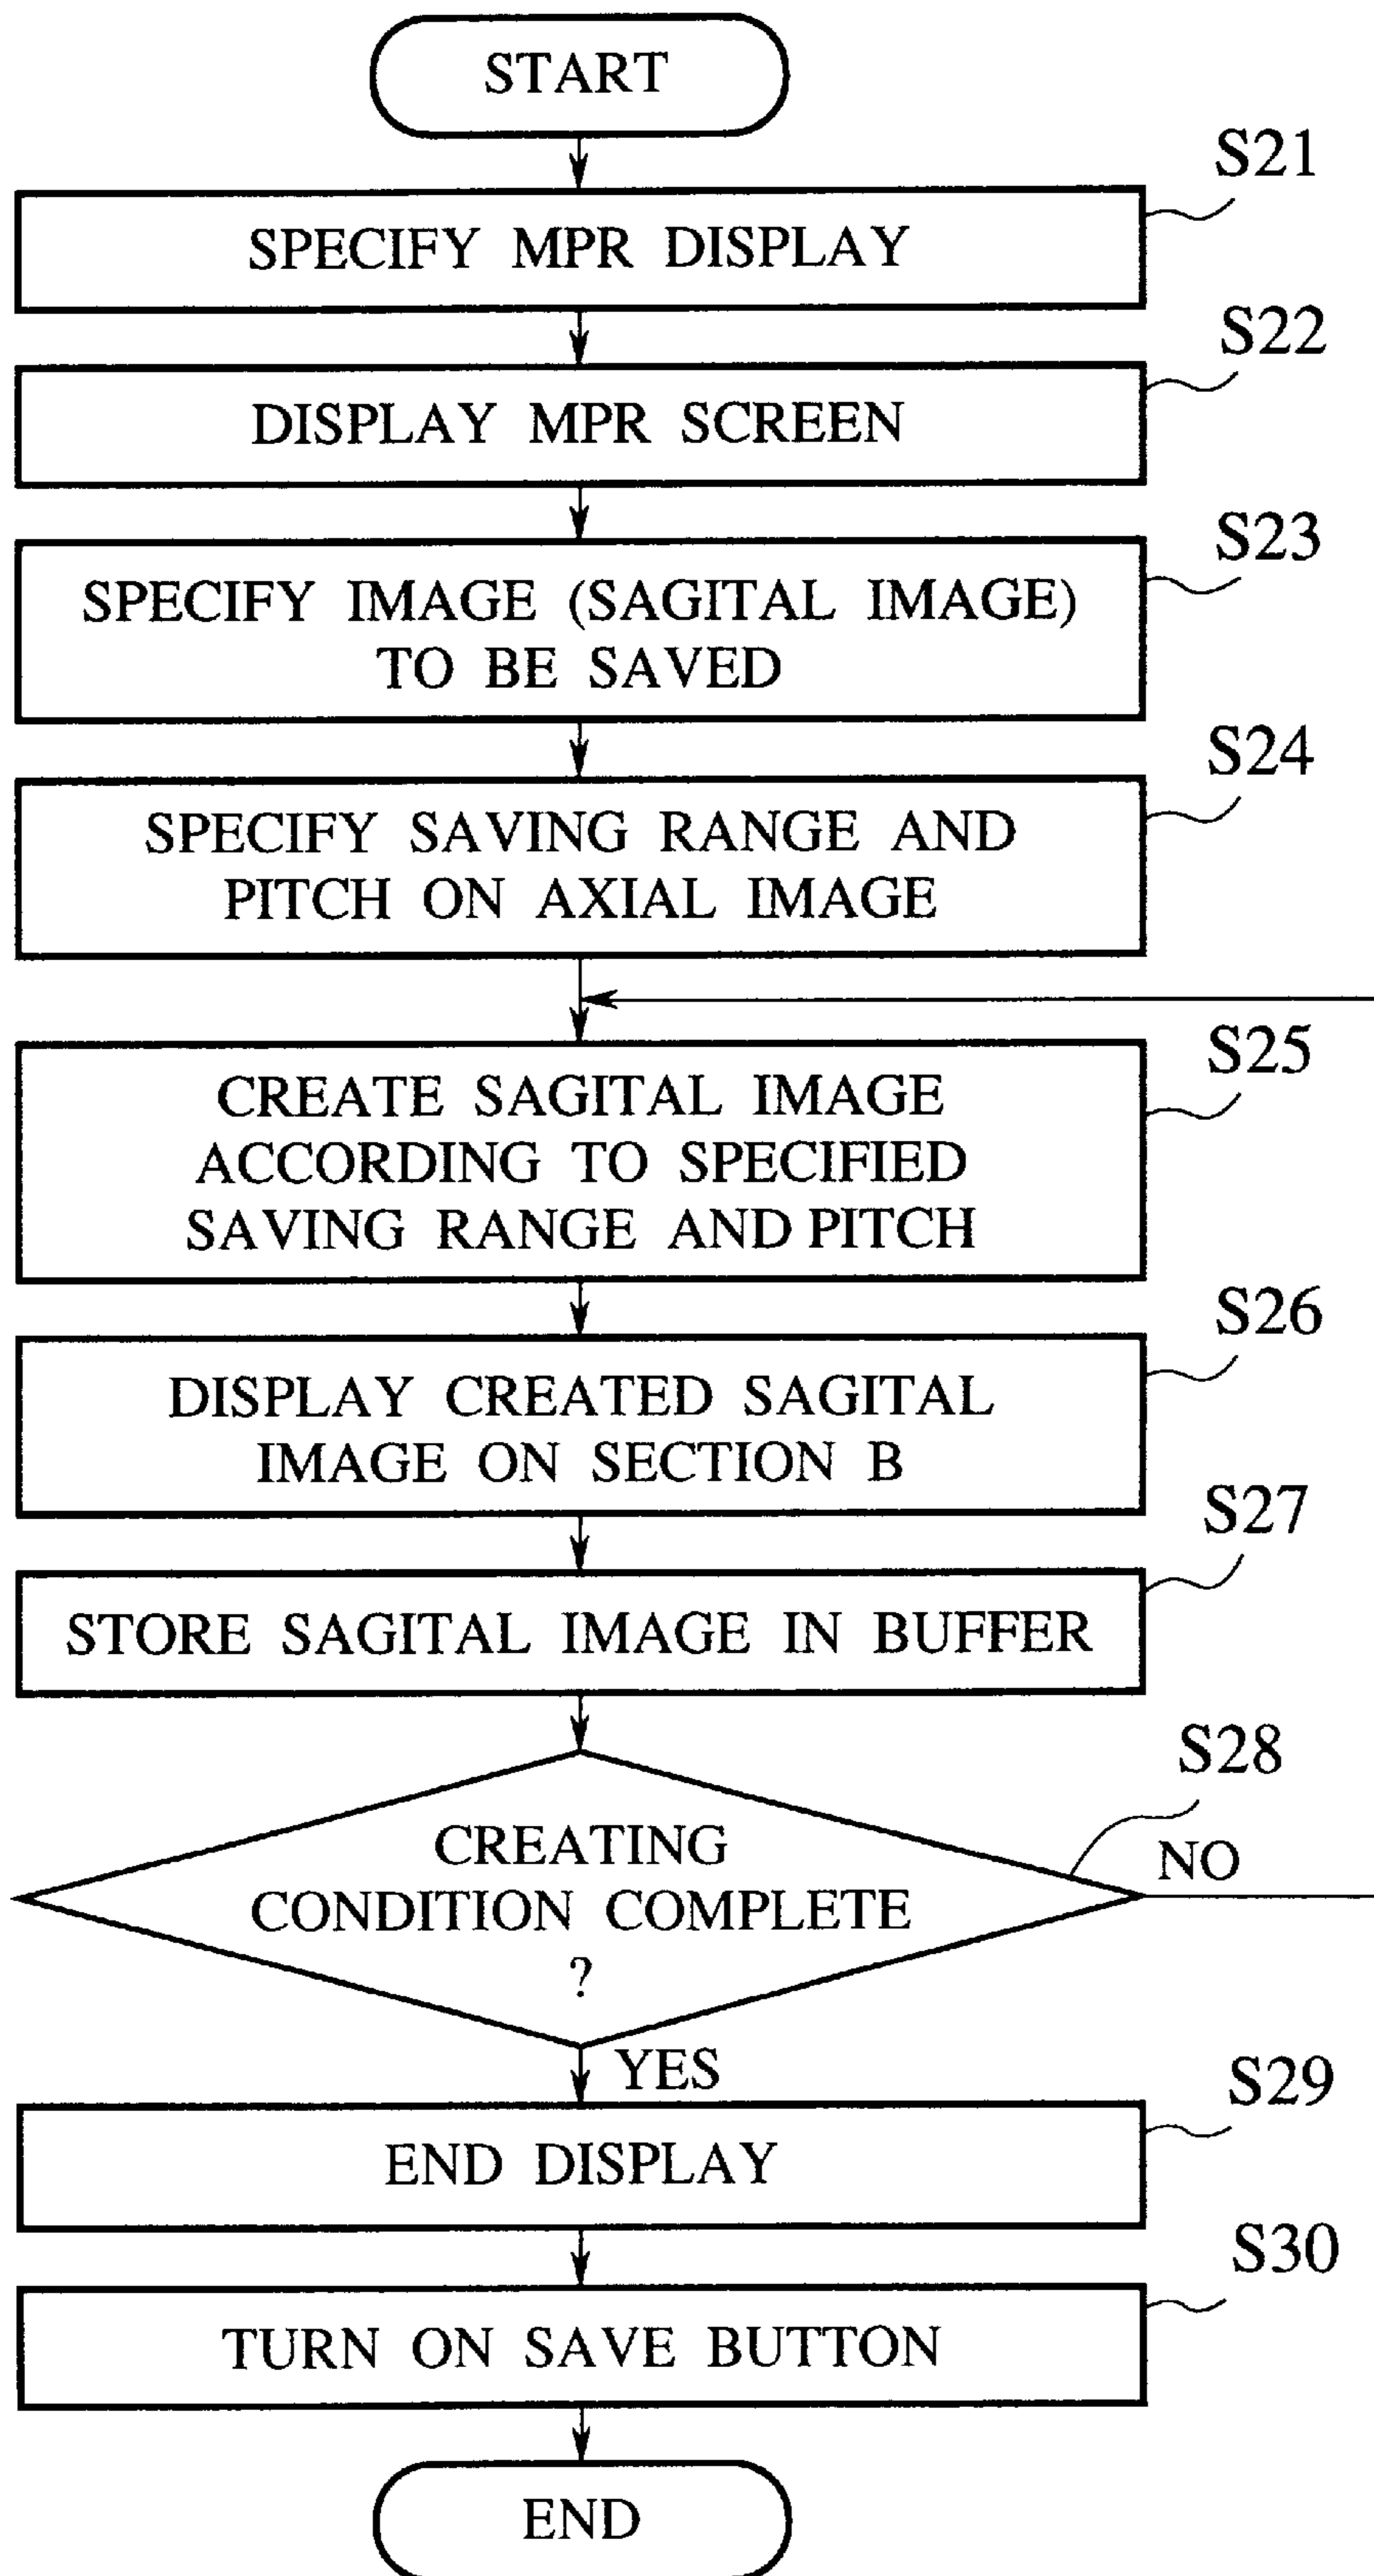 START
S21
SPECIFY MPR DISPLAY
S22
DISPLAY MPR SCREEN
S23
SPECIFY IMAGE (SAGITAL IMAGE)
TO BE SAVED
S24
SPECIFY SAVING RANGE AND
PITCH ON AXIAL IMAGE
S25
CREATE SAGITAL IMAGE
ACCORDING TO SPECIFIED
SAVING RANGE AND PITCH
S26
DISPLAY CREATED SAGITAL
IMAGE ON SECTION B
S27
STORE SAGITAL IMAGE IN BUFFER
S28
CREATING
NO
CONDITION COMPLETE
?
YES
S29
END DISPLAY
S30
TURN ON SAVE BUTTON
END